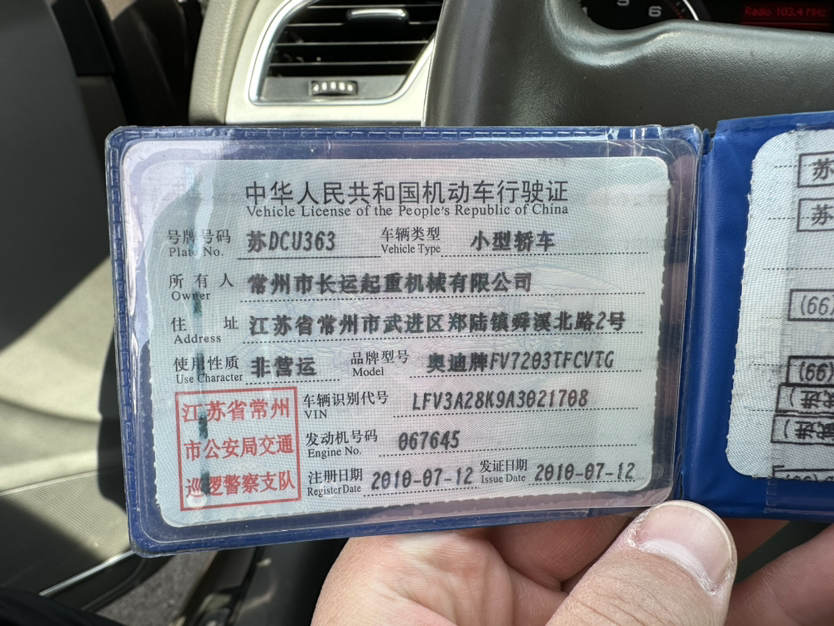 Radio 103.4 MHz
6
中华人民共和国机动车行驶证
Vehicle License of the People's Republic of China
号牌号码 苏DCU363 车辆类型 小型轿车
Plate No. Vehicle Type
所有人 常州市长运起重机械有限公司
Owner
住址 江苏省常州市武进区郑陆镇舜溪北路2号
Address
使用性质 非营运 品牌型号 奥迪牌FV7203TFCVTG
Use Character Model
江苏省常州
市公安局交通
巡逻警察支队
车辆识别代号 LFV3A28K9A3021708
VIN
发动机号码 067645
Engine No.
注册日期 2010-07-12 发证日期 2010-07-12
Register Date Issue Date
苏
苏
(66)
(66)